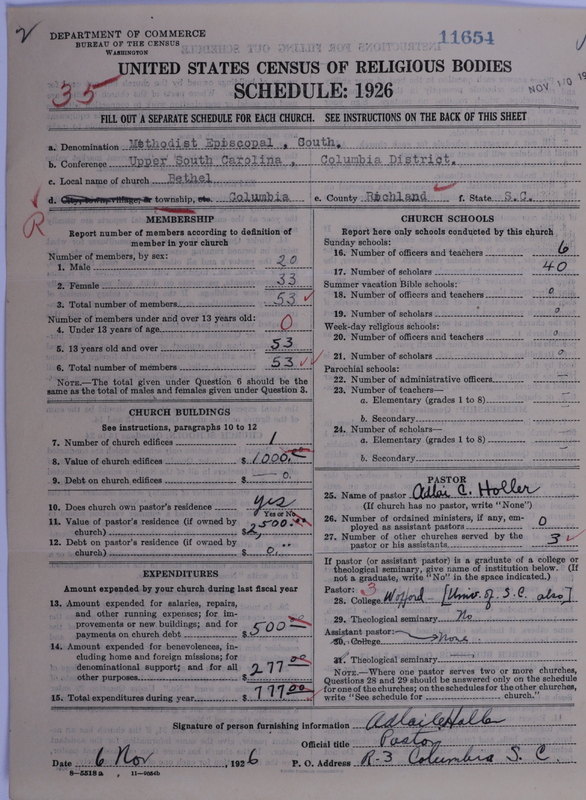 2
DEPARTMENT OF COMMERCE
BUREAU OF THE CENSUS
WASHINGTON
11654
NOV 10 19
UNITED STATES CENSUS OF RELIGIOUS BODIES
35
SCHEDULE: 1926
FILL OUT A SEPARATE SCHEDULE FOR EACH CHURCH. SEE INSTRUCTIONS ON THE BACK OF THIS SHEET
a. Denomination Methodist Episcopal , South.
b. Conference Upper South Carolina , Columbia District.
c. Local name of church Bethel
d. City, town, village, or township, etc. Columbia e. County Richland f. State S.C.
R
MEMBERSHIP
Report number of members according to definition of
member in your church
Number of members, by sex:
1. Male 20
2. Female 33
3. Total number of members 53
Number of members under and over 13 years old:
4. Under 13 years of age 0
5. 13 years old and over 53
6. Total number of members 53
NOTE.—The total given under Question 6 should be the
same as the total of males and females given under Question 3.
CHURCH BUILDINGS
See instructions, paragraphs 10 to 12
7. Number of church edifices 1
8. Value of church edifices $ 1000.00
9. Debt on church edifices $ 0.
10. Does church own pastor's residence yes
Yes or No
11. Value of pastor's residence (if owned by
church) $ 2,500.00
12. Debt on pastor's residence (if owned by
church) $ 0.00
EXPENDITURES
Amount expended by your church during last fiscal year
13. Amount expended for salaries, repairs,
and other running expenses; for im-
provements or new buildings; and for
payments on church debt $ 500.00
14. Amount expended for benevolences, in-
cluding home and foreign missions; for
denominational support; and for all
other purposes $ 277.00
15. Total expenditures during year $ 777.00
CHURCH SCHOOLS
Report here only schools conducted by this church
Sunday schools:
16. Number of officers and teachers 6
17. Number of scholars 40
Summer vacation Bible schools:
18. Number of officers and teachers 0
19. Number of scholars 0
Week-day religious schools:
20. Number of officers and teachers 0
21. Number of scholars 0
Parochial schools:
22. Number of administrative officers
23. Number of teachers—
a. Elementary (grades 1 to 8)
b. Secondary
24. Number of scholars—
a. Elementary (grades 1 to 8)
b. Secondary
PASTOR
25. Name of pastor Adlai C. Holler
(If church has no pastor, write "None")
26. Number of ordained ministers, if any, em-
ployed as assistant pastors 0
27. Number of other churches served by the
pastor or his assistants 3
If pastor (or assistant pastor) is a graduate of a college or
theological seminary, give name of institution below. (If
not a graduate, write "No" in the space indicated.)
Pastor: 3
28. College Wofford [Univ. of S.C. also]
29. Theological seminary No
Assistant pastor:
30. College None
31. Theological seminary
NOTE.—Where one pastor serves two or more churches,
Questions 28 and 29 should be answered only on the schedule
for one of the churches; on the schedules for the other churches,
write "See schedule for church."
Signature of person furnishing information Adlai C Holler
Official title Pastor
Date 6 Nov, 1926 P. O. Address R-3 Columbia S. C.
8—5518a 11—9054b